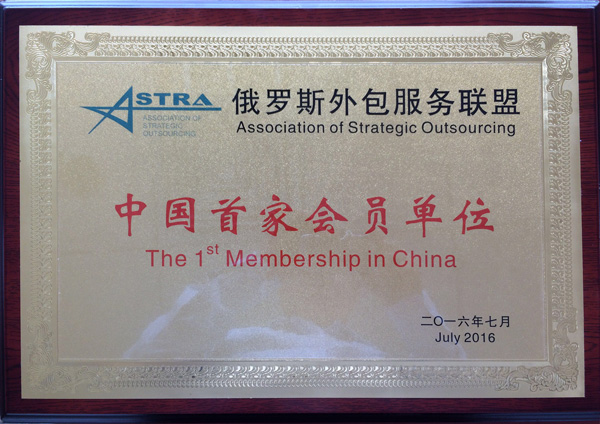 ASTRA
ASSOCIATION OF
STRATEGIC
OUTSOURCING
俄罗斯外包服务联盟
Association of Strategic Outsourcing
中国首家会员单位
The 1st Membership in China
二〇一六年七月
July 2016